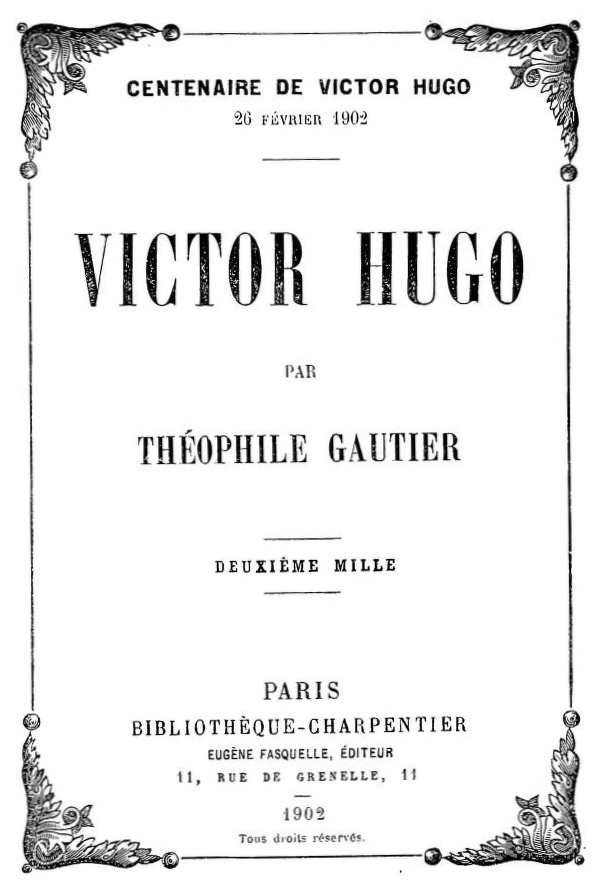 CENTENAIRE DE VICTOR HUGO
26 FÉVRIER 1902
VICTOR HUGO
PAR
THÉOPHILE GAUTIER
DEUXIÈME MILLE
PARIS
BIBLIOTHÈQUE-CHARPENTIER
EUGÈNE FASQUELLE, ÉDITEUR
11, RUE DE GRENELLE, 11
1902
Tous droits réservés.